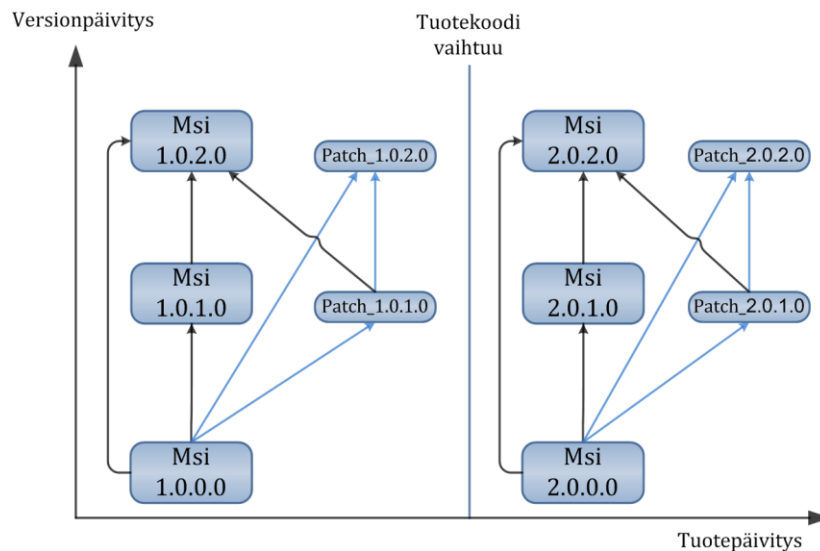 Versionpäivitys
Tuotekoodi
vaihtuu
Msi
1.0.2.0
Patch_1.0.2.0
Msi
2.0.2.0
Patch_2.0.2.0
Msi
1.0.1.0
Patch_1.0.1.0
Msi
2.0.1.0
Patch_2.0.1.0
Msi
1.0.0.0
Msi
2.0.0.0
Tuotepäivitys